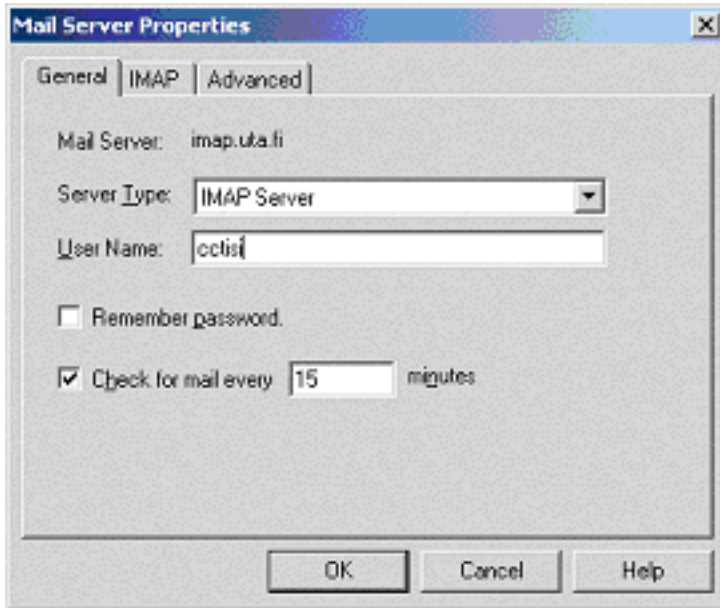 Mail Server Properties
General IMAP Advanced
Mail Server: imap.uta.fi
Server Type: IMAP Server
User Name: cctisi
Remember password.
Check for mail every 15 minutes
OK Cancel Help